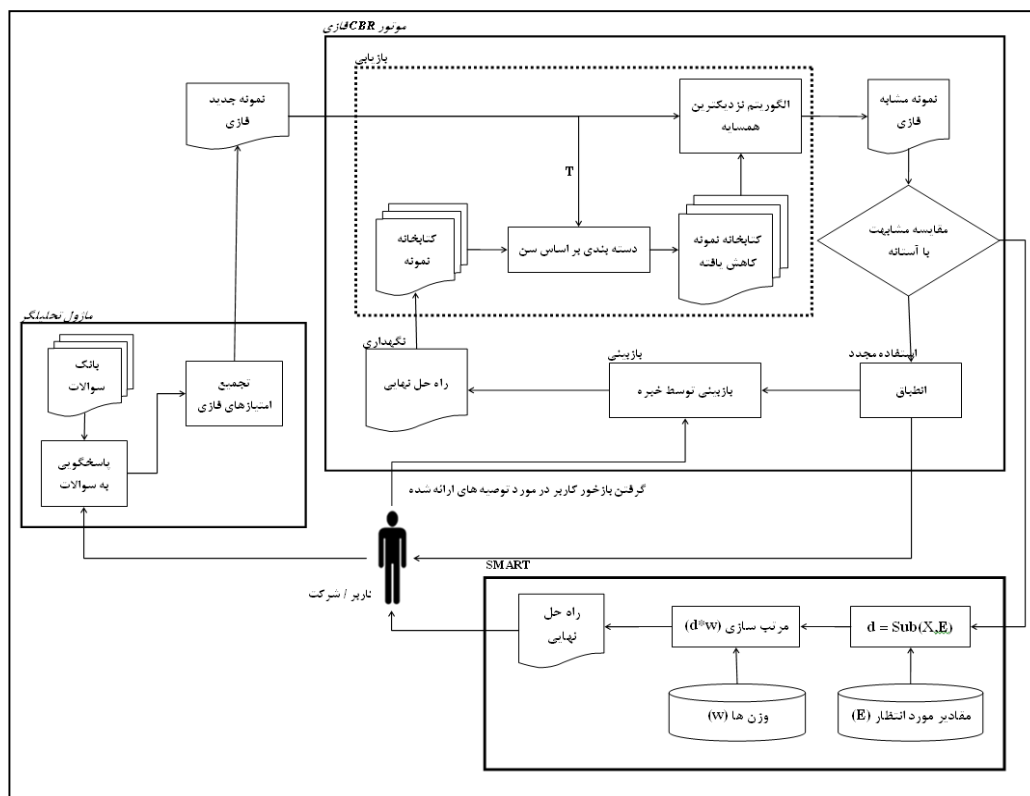 موتور CBR فازی
بازیابی
نمونه جدید
فازی
الگوریتم نزدیکترین
همسایه
نمونه مشابه
فازی
T
مقایسه مشابهت
با آستانه
کتابخانه
نمونه
دسته بندی بر اساس سن
کتابخانه نمونه
کاهش یافته
ماژول تحلیلگر
نگهداری
بازبینی
استفاده مجدد
بانک
سوالات
تجمیع
امتیازهای فازی
راه حل نهایی
بازبینی توسط خبره
انطباق
پاسخگویی
به سوالات
گرفتن بازخور کاربر در مورد توصیه های ارائه شده
SMART
کاربر / شرکت
راه حل
نهایی
مرتب سازی (d*w)
d = Sub(X,E)
وزن ها (w)
مقادیر مورد انتظار (E)